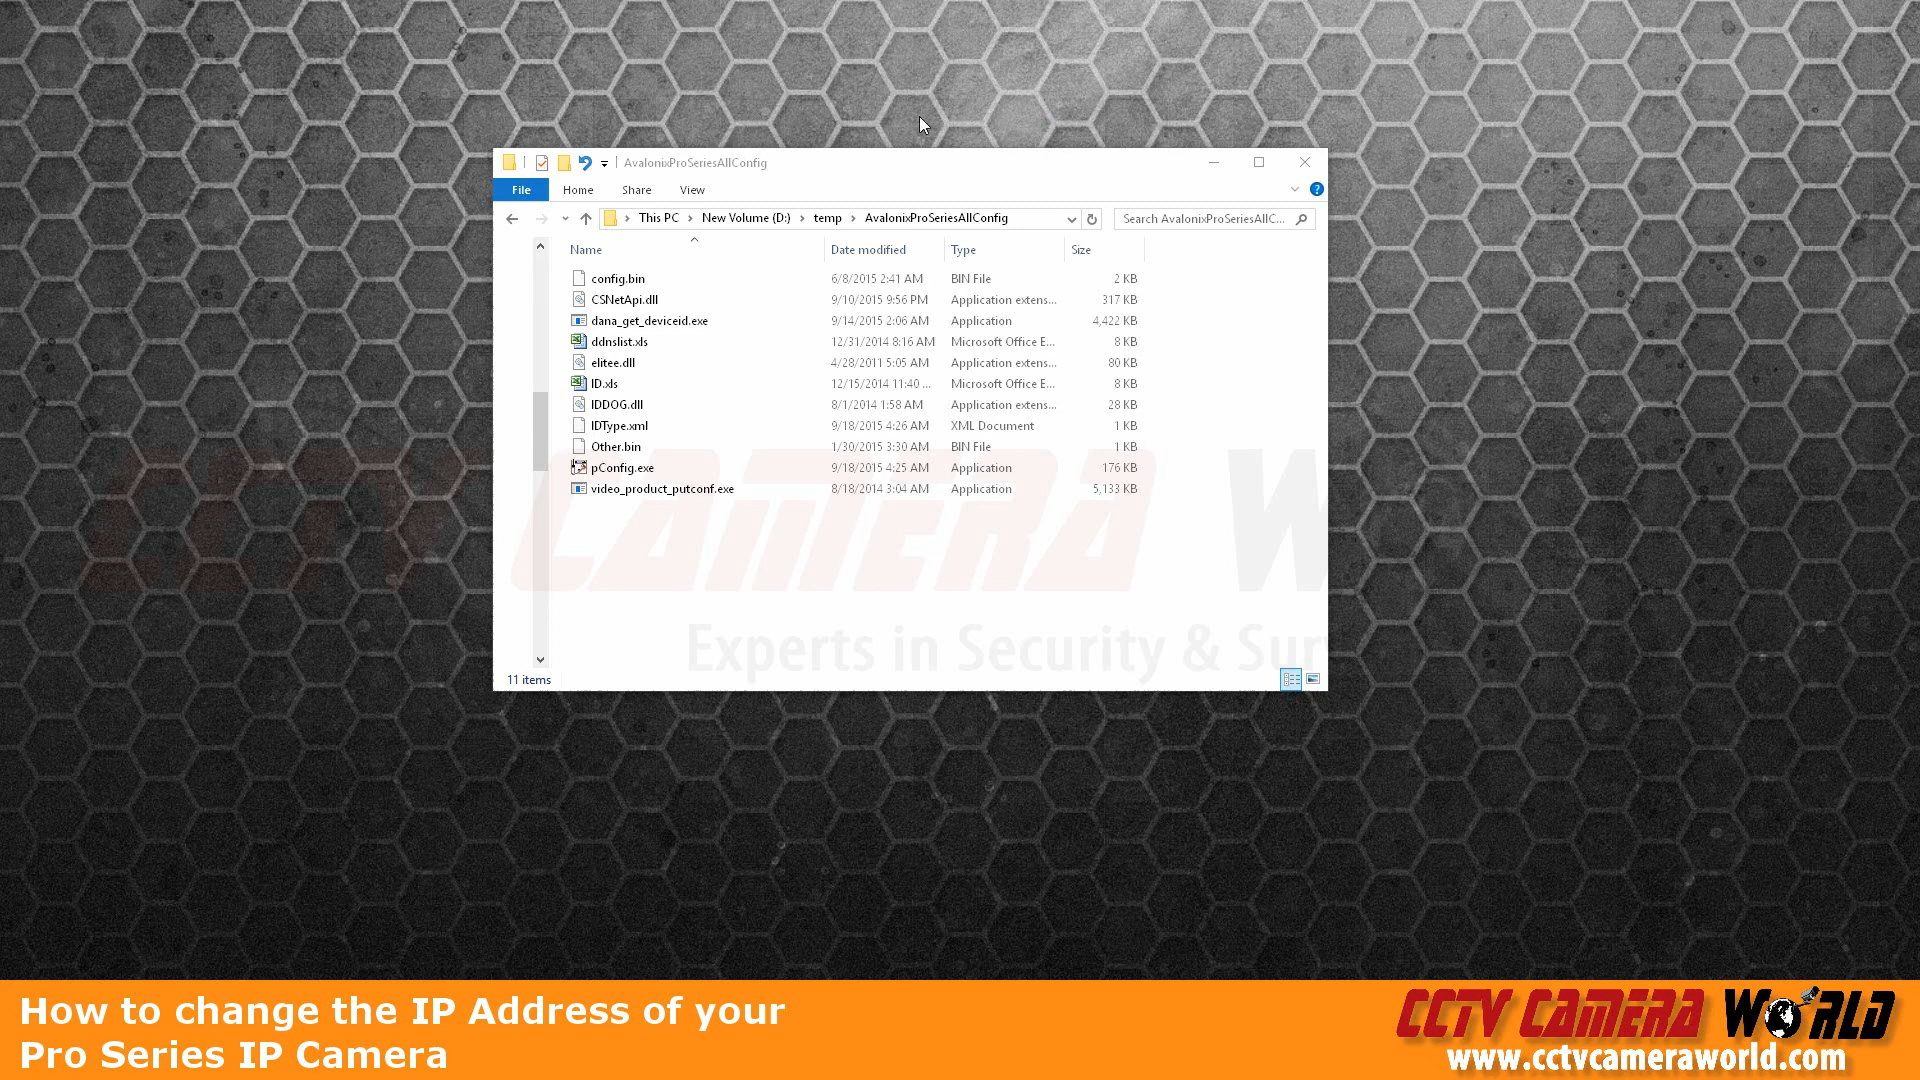 AvalonixProSeriesAllConfig
File Home Share View
This PC New Volume (D:) temp AvalonixProSeriesAllConfig Search AvalonixProSeriesAllC...
Name Date modified Type Size
config.bin 6/8/2015 2:41 AM BIN File 2 KB
CSNetApi.dll 9/10/2015 9:56 PM Application extens... 317 KB
dana_get_deviceid.exe 9/14/2015 2:06 AM Application 4,422 KB
ddnslist.xls 12/31/2014 8:16 AM Microsoft Office E... 8 KB
elitee.dll 4/28/2011 5:05 AM Application extens... 80 KB
ID.xls 12/15/2014 11:40 ... Microsoft Office E... 8 KB
IDDOG.dll 8/1/2014 1:58 AM Application extens... 28 KB
IDType.xml 9/18/2015 4:26 AM XML Document 1 KB
Other.bin 1/30/2015 3:30 AM BIN File 1 KB
pConfig.exe 9/18/2015 4:25 AM Application 176 KB
video_product_putconf.exe 8/18/2014 3:04 AM Application 5,133 KB
CCTV CAMERA W
Experts in Security & Sur
11 items
How to change the IP Address of your
Pro Series IP Camera
CCTV CAMERA WORLD
www.cctvcameraworld.com